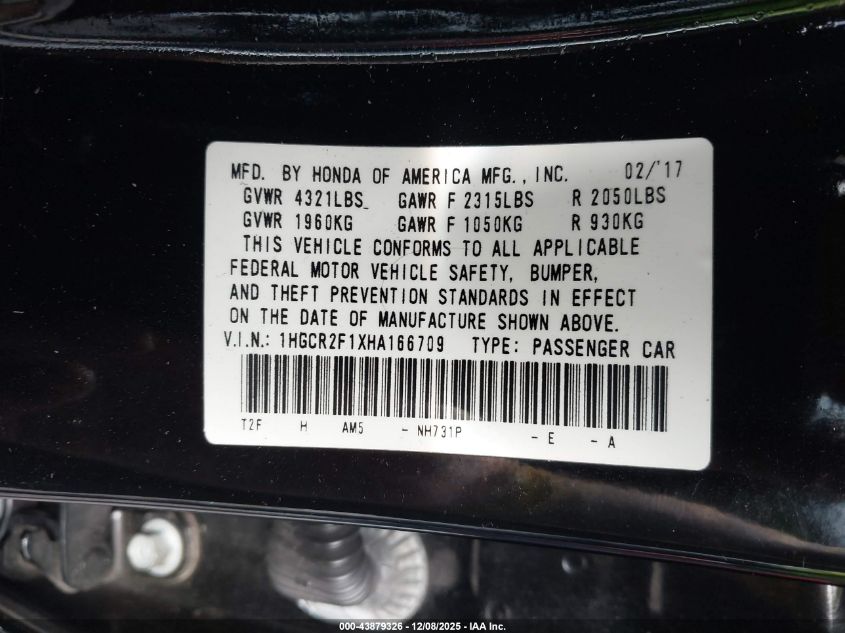 MFD. BY HONDA OF AMERICA MFG., INC. 02/'17
GVWR 4321LBS GAWR F 2315LBS R 2050LBS
GVWR 1960KG GAWR F 1050KG R 930KG
THIS VEHICLE CONFORMS TO ALL APPLICABLE
FEDERAL MOTOR VEHICLE SAFETY, BUMPER,
AND THEFT PREVENTION STANDARDS IN EFFECT
ON THE DATE OF MANUFACTURE SHOWN ABOVE.
V.I.N.: 1HGCR2F1XHA166709 TYPE: PASSENGER CAR
T2F H AM5 - NH731P - E - A
000-43879326 - 12/08/2025 - IAA Inc.